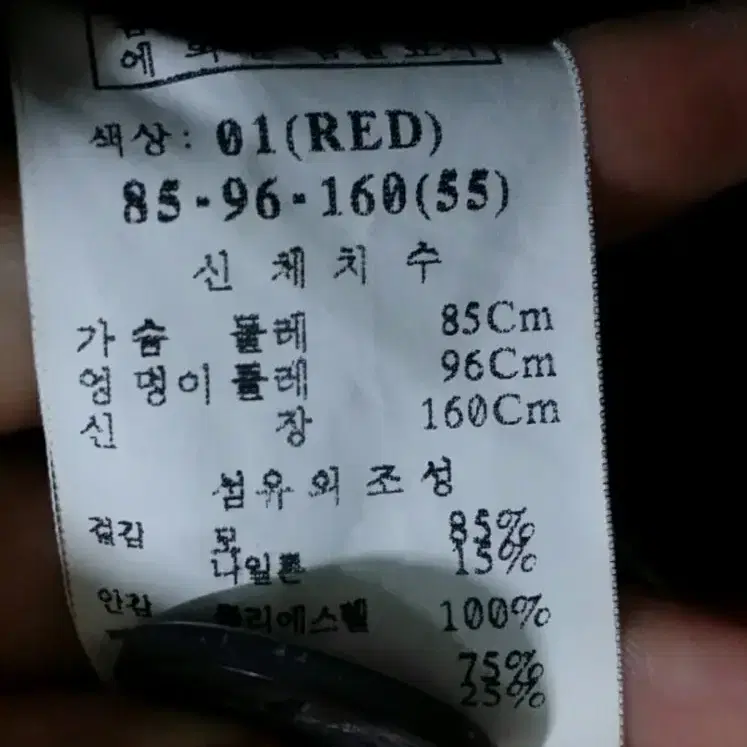 에
색상: 01(RED)
85-96-160(55)
신 체 치 수
가 슴 둘레 85Cm
엉 덩 이 둘레 96Cm
신 장 160Cm
섬 유 의 조 성
겉감 모 85%
나일론 15%
안감 폴리에스텔 100%
75%
25%